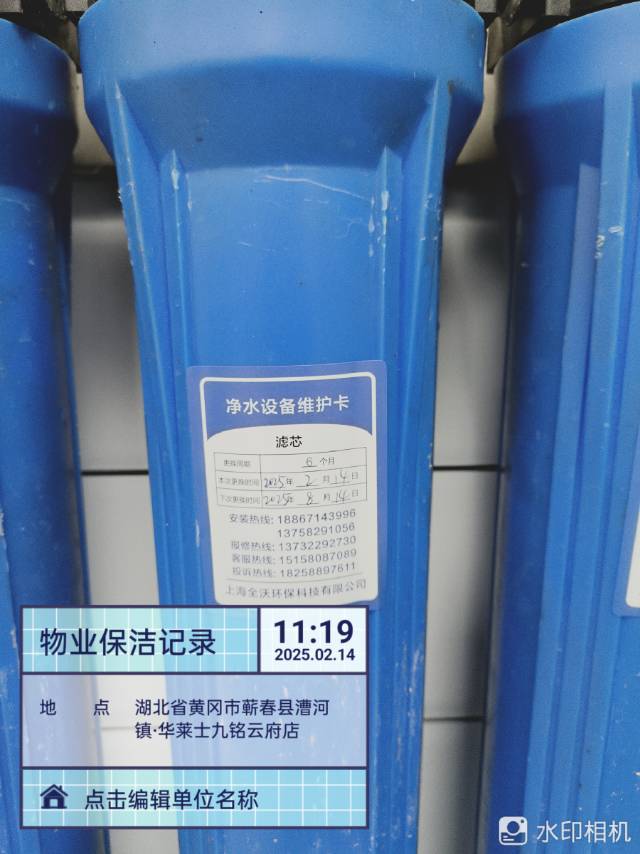 净水设备维护卡
滤芯
更换周期 6个月
本次更换时间 2025年 2月14日
下次更换时间 2025年 8月14日
安装热线: 18867143996
13758291056
报修热线: 13732292730
客服热线: 15158087089
投诉热线: 18258897611
上海全沃环保科技有限公司
物业保洁记录
11:19
2025.02.14
地 点 湖北省黄冈市蕲春县漕河
镇·华莱士九铭云府店
点击编辑单位名称
水印相机